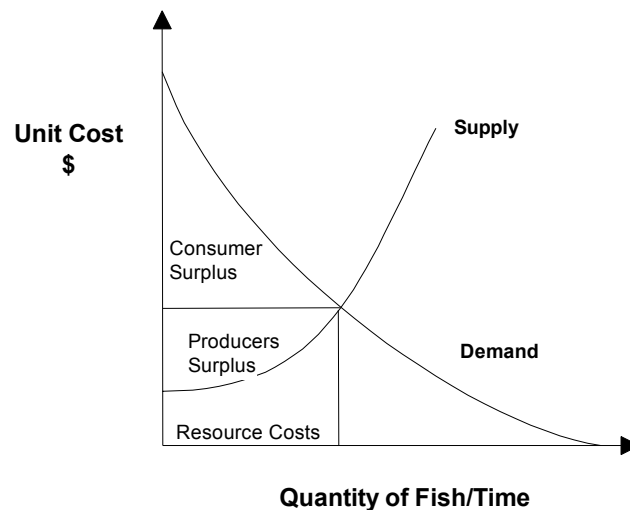 Unit Cost
$
Supply
Consumer
Surplus
Producers
Surplus
Demand
Resource Costs
Quantity of Fish/Time